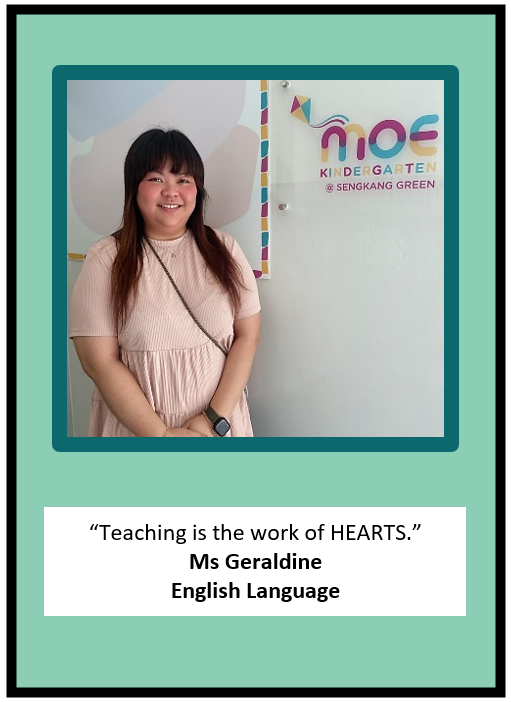 moe
KINDERGARTEN
@ SENGKANG GREEN
“Teaching is the work of HEARTS.”
Ms Geraldine
English Language